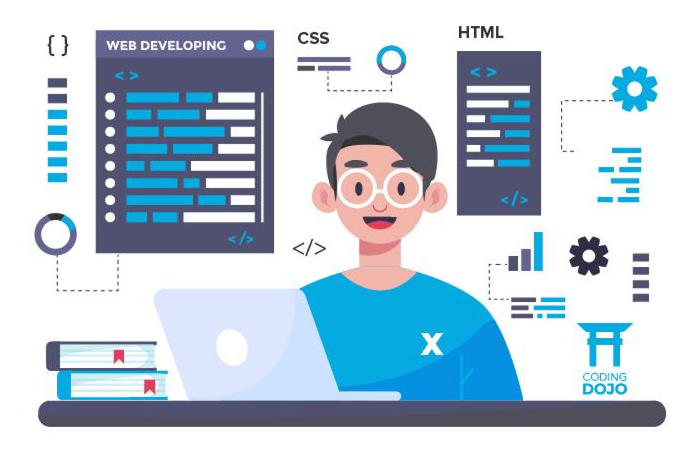 { }
WEB DEVELOPING
< >
</>
CSS
HTML
< >
</>
</>
X
CODING
DOJO